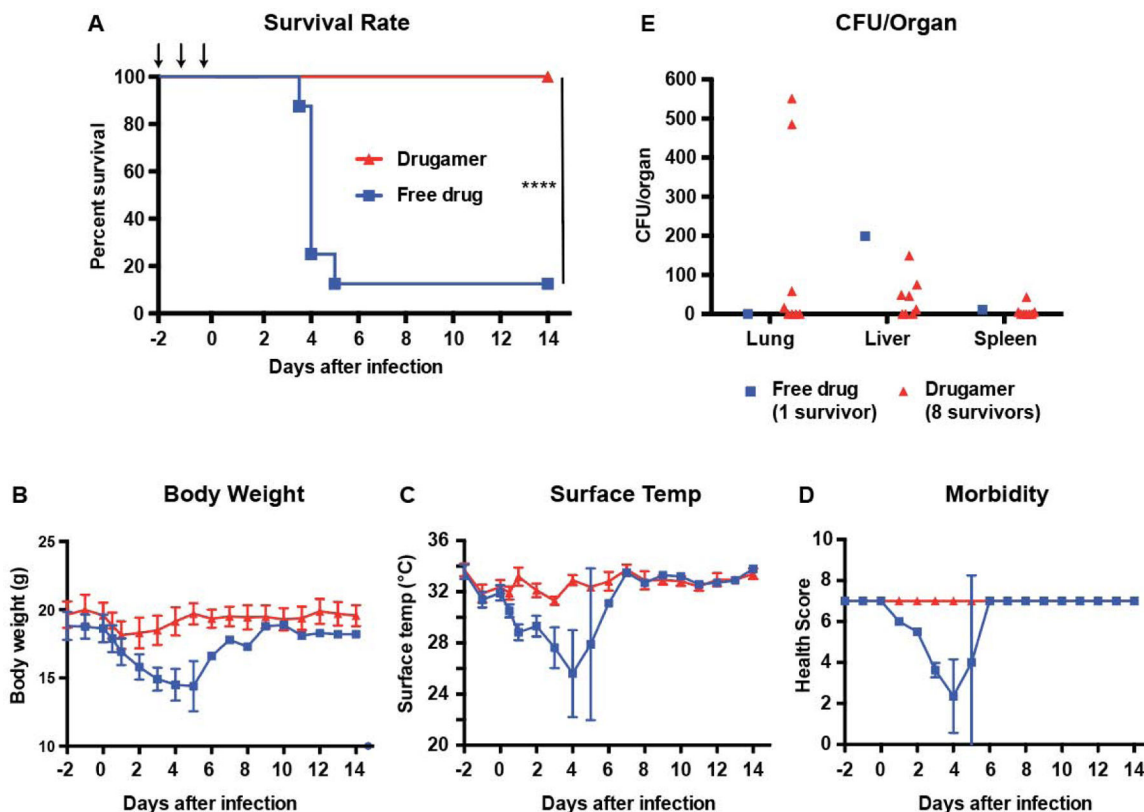 A Survival Rate
Percent survival
100
80
60
40
20
0
-2 0 2 4 6 8 10 12 14
Days after infection
Drugamer
Free drug
****
E CFU/Organ
CFU/organ
600
500
400
300
200
100
0
Lung Liver Spleen
Free drug Drugamer
(1 survivor) (8 survivors)
B Body Weight
Body weight (g)
25
20
15
10
-2 0 2 4 6 8 10 12 14
Days after infection
C Surface Temp
Surface temp (°C)
36
32
28
24
20
-2 0 2 4 6 8 10 12 14
Days after infection
D Morbidity
Health Score
10
8
6
4
2
0
-2 0 2 4 6 8 10 12 14
Days after infection